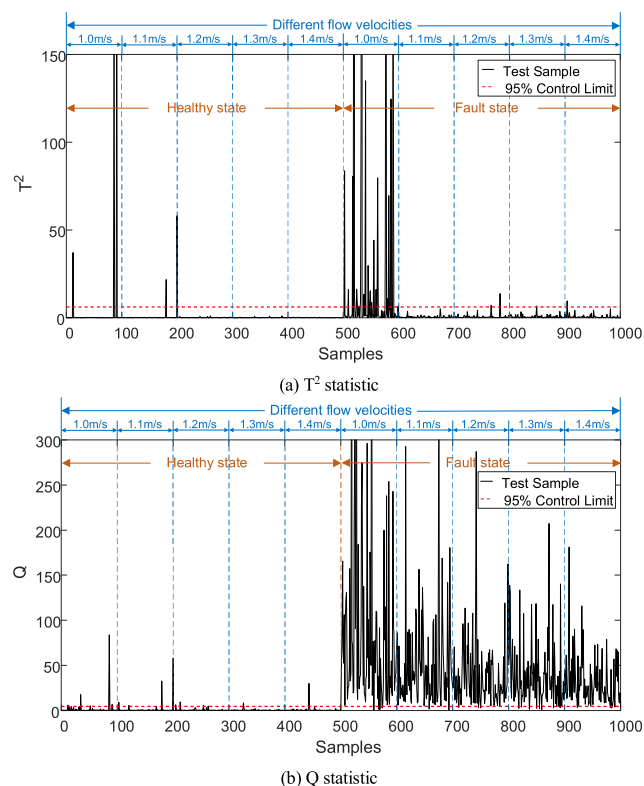 Different flow velocities
1.0m/s 1.1m/s 1.2m/s 1.3m/s 1.4m/s 1.0m/s 1.1m/s 1.2m/s 1.3m/s 1.4m/s
150
Test Sample
95% Control Limit
Healthy state Fault state
100
T²
50
0
0 100 200 300 400 500 600 700 800 900 1000
Samples
(a) T² statistic
Different flow velocities
1.0m/s 1.1m/s 1.2m/s 1.3m/s 1.4m/s 1.0m/s 1.1m/s 1.2m/s 1.3m/s 1.4m/s
300
Healthy state Fault state
250
Test Sample
95% Control Limit
200
Q
150
100
50
0
0 100 200 300 400 500 600 700 800 900 1000
Samples
(b) Q statistic